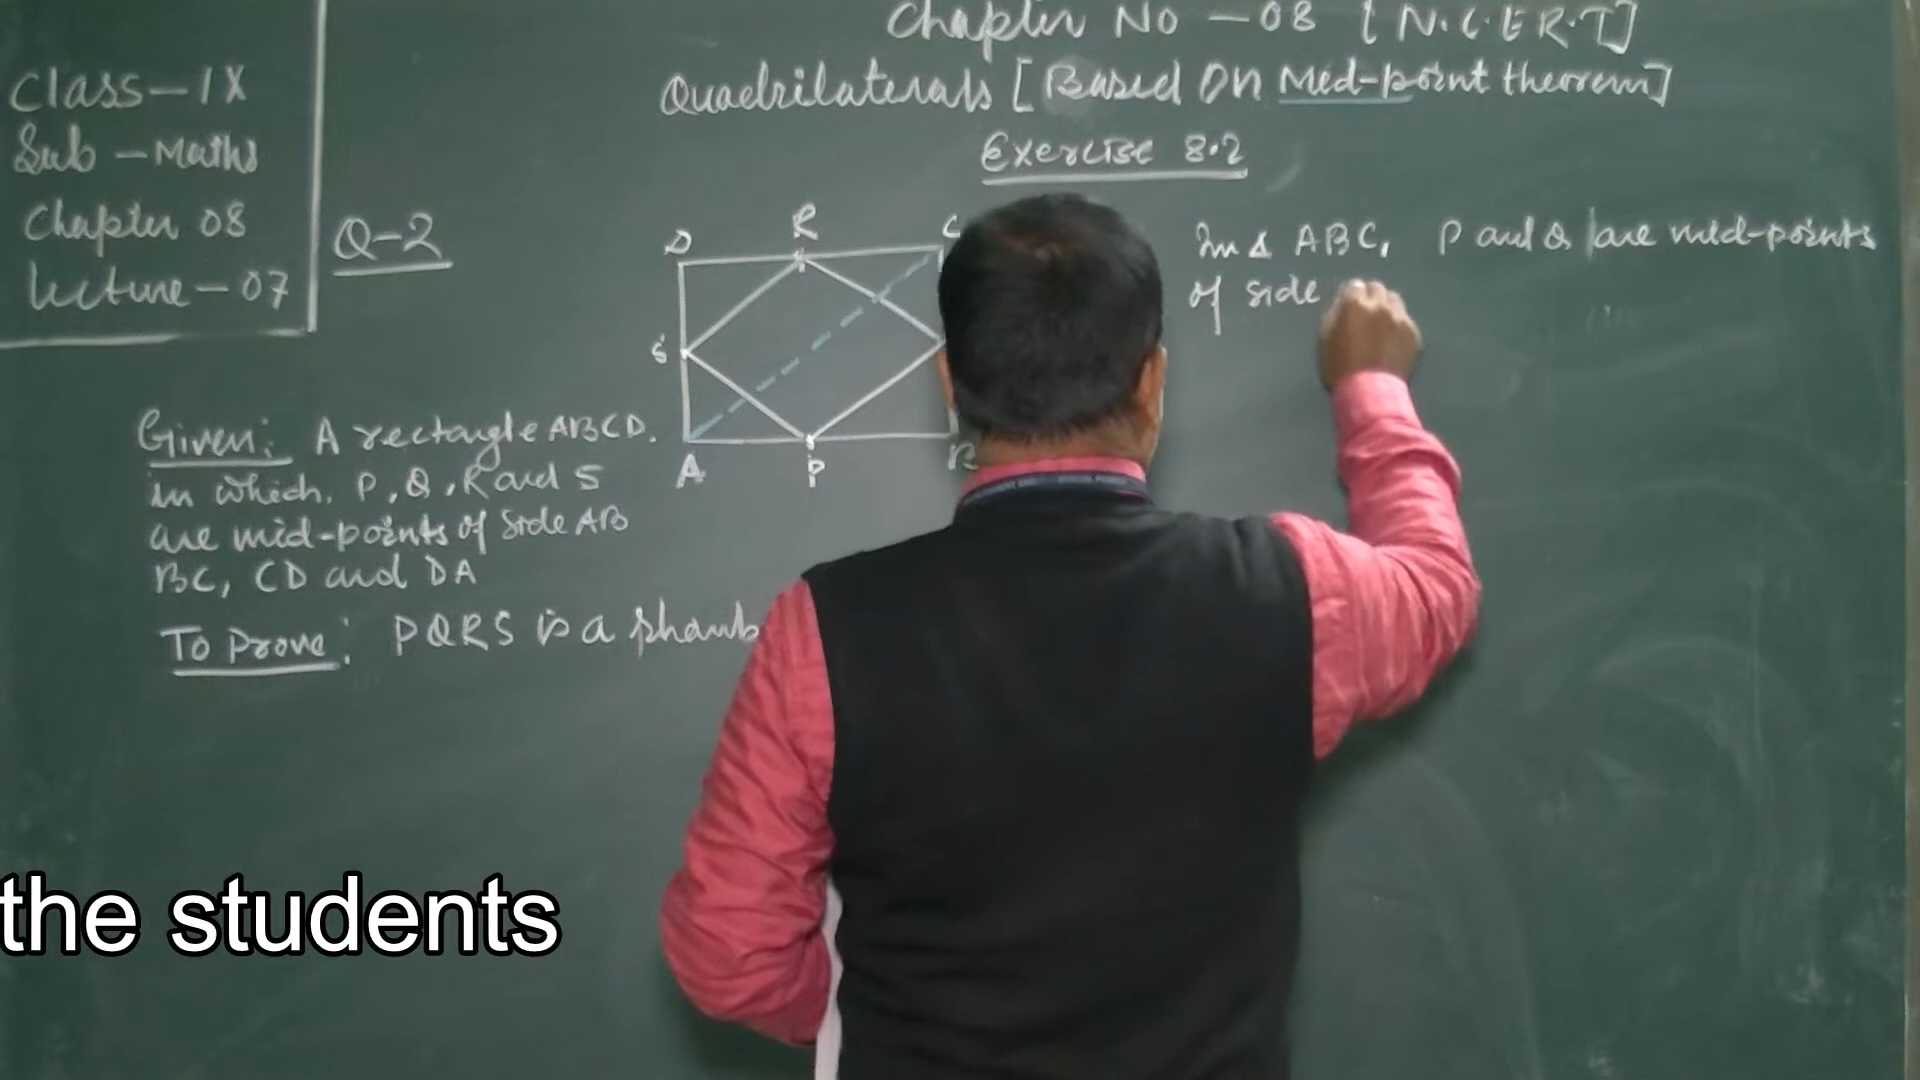 Chapter No - 08 [N.C.E.R.T]
Quadrilaterals [Based On Mid-point theorem]
Exercise 8.2
Class - IX
Sub - Maths
Chapter 08
Lecture - 07
Q-2
D R C
S
A P B
Given: A rectangle ABCD.
in which. P, Q, R and S
are mid-points of side AB
BC, CD and DA
To Prove: PQRS is a
In Δ ABC, P and Q are mid-points
of side
the students